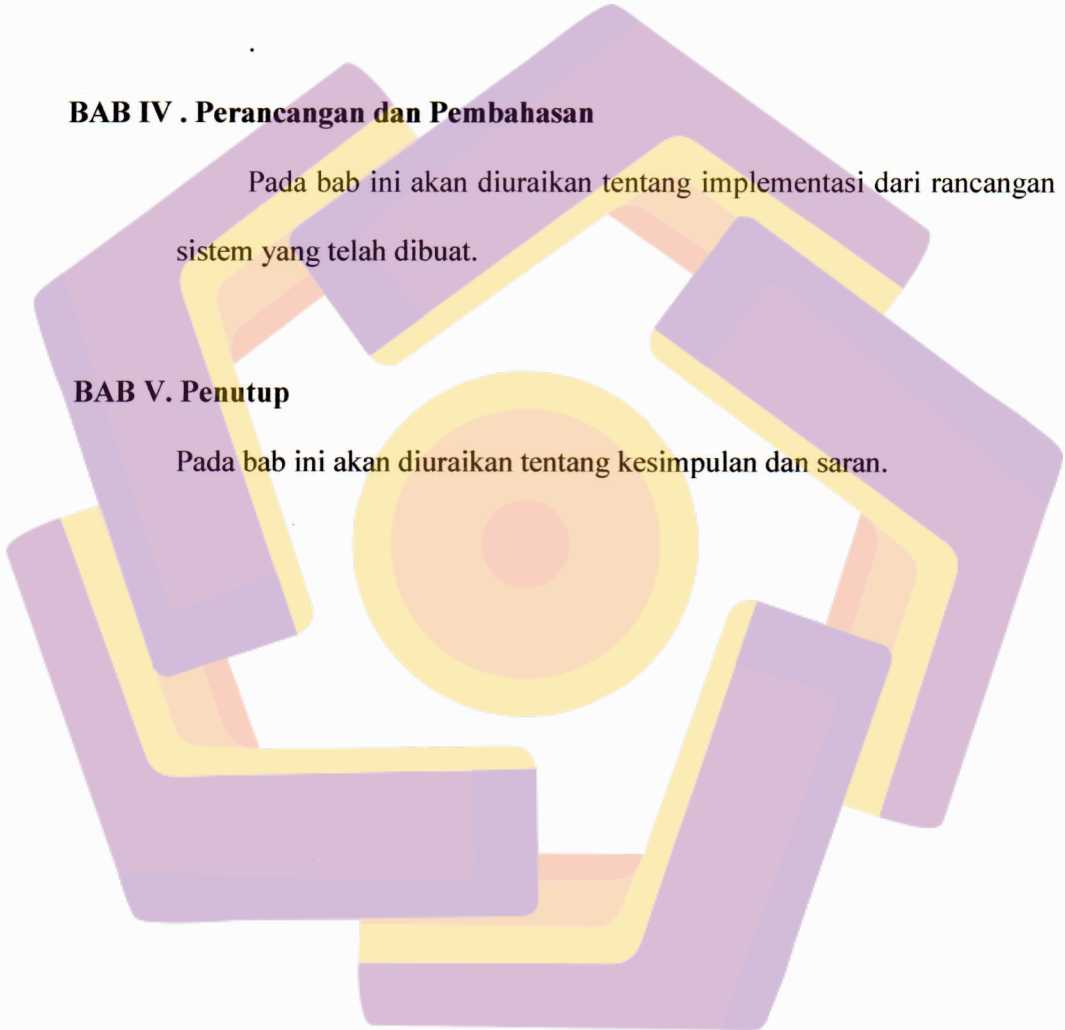 BAB IV . Perancangan dan Pembahasan
Pada bab ini akan diuraikan tentang implementasi dari rancangan
sistem yang telah dibuat.
BAB V. Penutup
Pada bab ini akan diuraikan tentang kesimpulan dan saran.